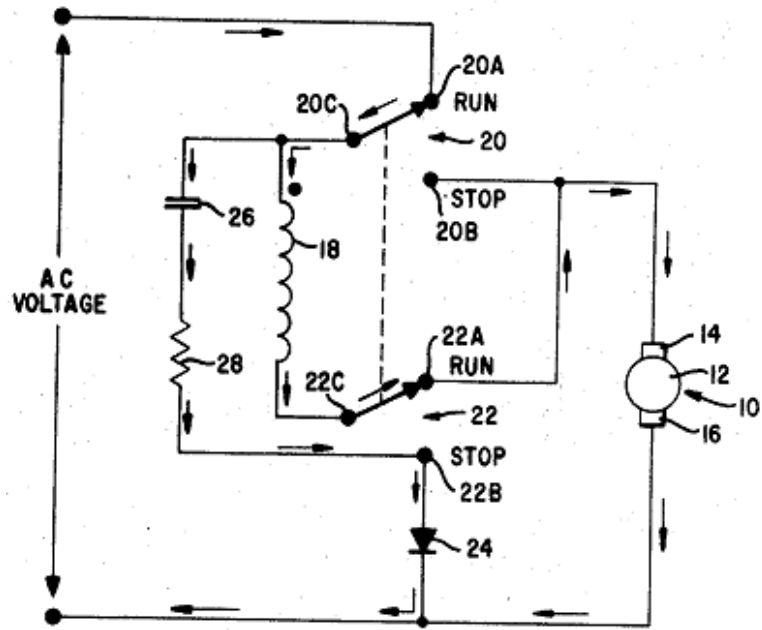 20A
RUN
20C
20
STOP
20B
26
18
AC
VOLTAGE
28
22A
RUN
22C
22
14
12
10
16
STOP
22B
24